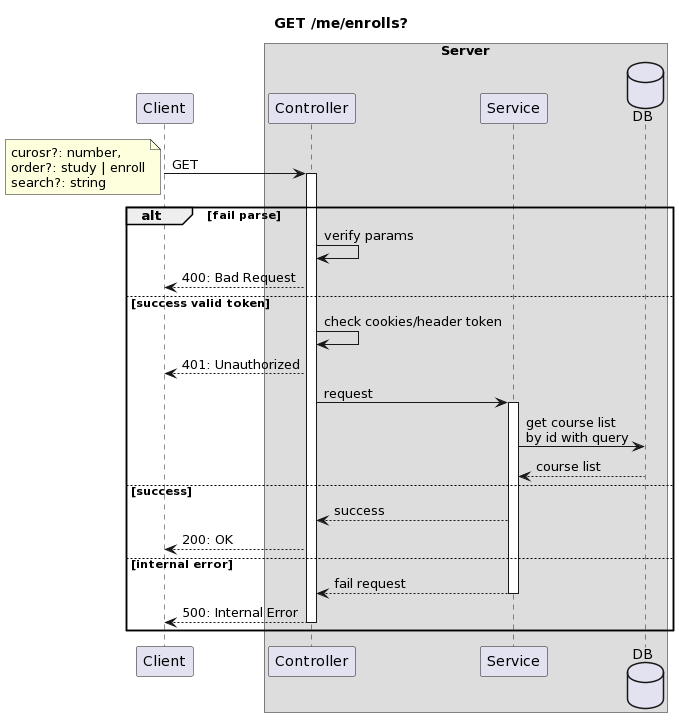 GET /me/enrolls?
Server
Client
Controller
Service
DB
curosr?: number,
order?: study | enroll
search?: string
GET
alt
[fail parse]
verify params
400: Bad Request
[success valid token]
check cookies/header token
401: Unauthorized
request
get course list
by id with query
course list
[success]
success
200: OK
[internal error]
fail request
500: Internal Error
Client
Controller
Service
DB